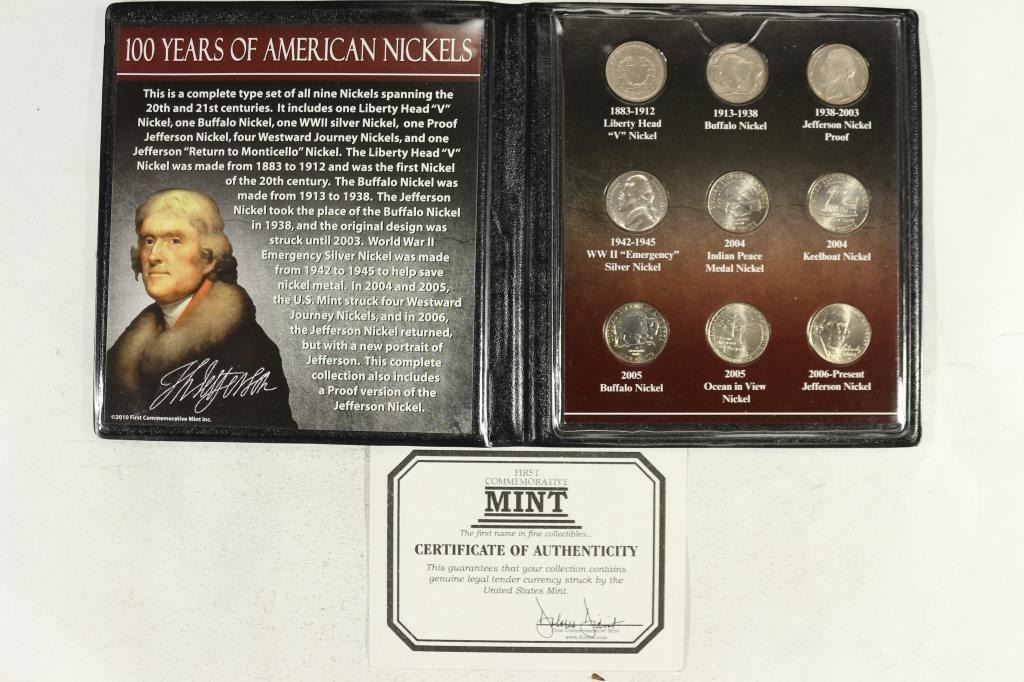 100 YEARS OF AMERICAN NICKELS
This is a complete type set of all nine Nickels spanning the
20th and 21st centuries. It includes one Liberty Head "V"
Nickel, one Buffalo Nickel, one WWII silver Nickel, one Proof
Jefferson Nickel, four Westward Journey Nickels, and one
Jefferson "Return to Monticello" Nickel. The Liberty Head "V"
Nickel was made from 1883 to 1912 and was the first Nickel
of the 20th century. The Buffalo Nickel was
made from 1913 to 1938. The Jefferson
Nickel took the place of the Buffalo Nickel
in 1938, and the original design was
struck until 2003. World War II
Emergency Silver Nickel was made
from 1942 to 1945 to help save
nickel metal. In 2004 and 2005,
the U.S. Mint struck four Westward
Journey Nickels, and in 2006,
the Jefferson Nickel returned,
but with a new portrait of
Jefferson. This complete
collection also includes
a Proof version of the
Jefferson Nickel.
Th Jefferson
©2010 First Commemorative Mint Inc.
1883-1912
Liberty Head
"V" Nickel
1913-1938
Buffalo Nickel
1938-2003
Jefferson Nickel
Proof
1942-1945
WW II "Emergency"
Silver Nickel
2004
Indian Peace
Medal Nickel
2004
Keelboat Nickel
2005
Buffalo Nickel
2005
Ocean in View
Nickel
2006-Present
Jefferson Nickel
FIRST
COMMEMORATIVE
MINT
The first name in fine collectibles...
CERTIFICATE OF AUTHENTICITY
This guarantees that your collection contains
genuine legal tender currency struck by the
United States Mint.
First Commemorative Mint